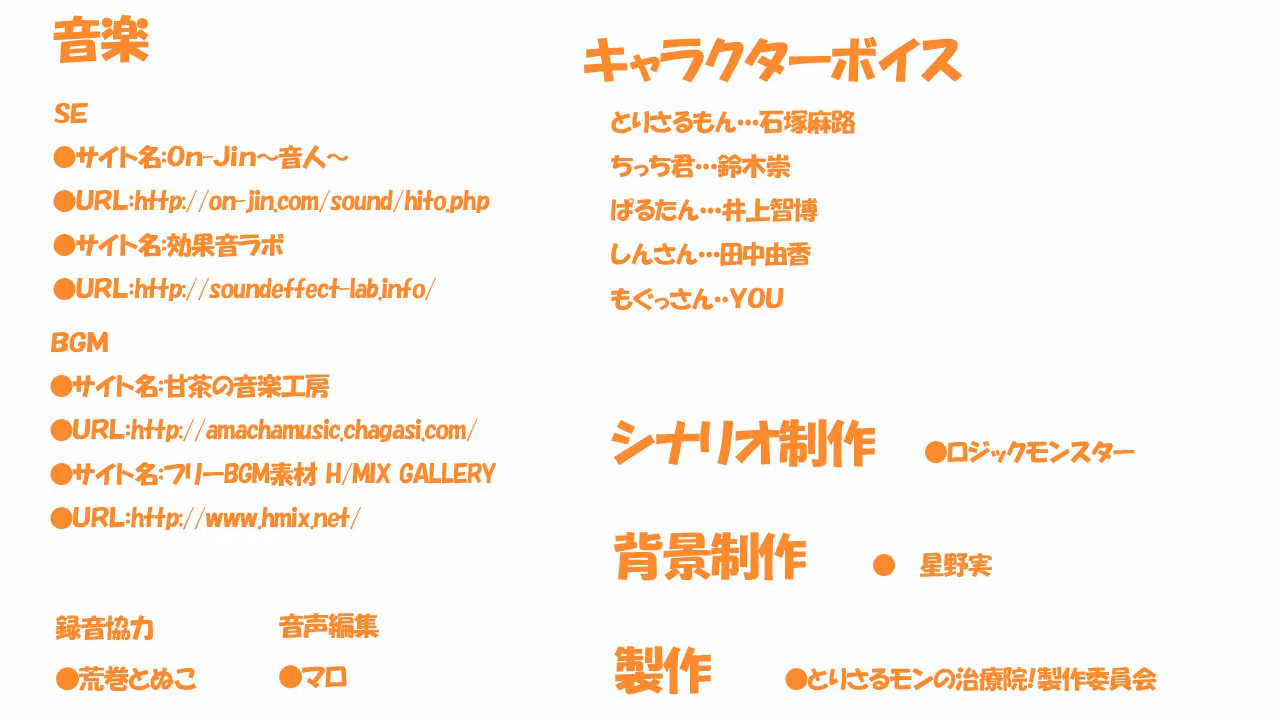 音楽
SE
●サイト名:On-Jin～音人～
●URL:http://on-jin.com/sound/hito.php
●サイト名:効果音ラボ
●URL:http://soundeffect-lab.info/
BGM
●サイト名:甘茶の音楽工房
●URL:http://amachamusic.chagasi.com/
●サイト名:フリーBGM素材 H/MIX GALLERY
●URL:http://www.hmix.net/
録音協力
●荒巻とぬこ
音声編集
●マロ
キャラクターボイス
とりさるもん…石塚麻路
ちっち君…鈴木崇
ぱるたん…井上智博
しんさん…田中由香
もぐっさん‥YOU
シナリオ制作 ●ロジックモンスター
背景制作 ● 星野実
製作 ●とりさるモンの治療院!製作委員会